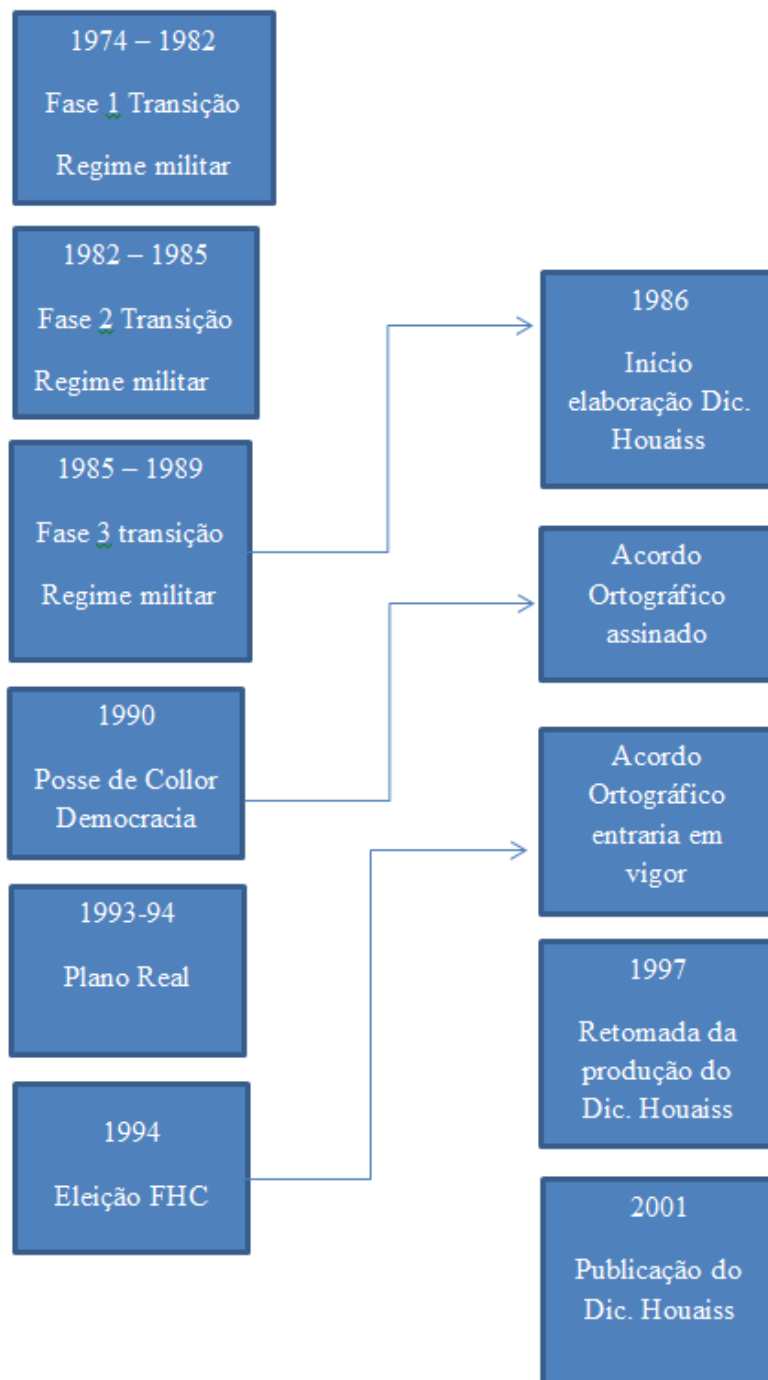 1974 – 1982
Fase 1 Transição
Regime militar
1982 – 1985
Fase 2 Transição
Regime militar
1985 – 1989
Fase 3 transição
Regime militar
1990
Posse de Collor
Democracia
1993-94
Plano Real
1994
Eleição FHC
1986
Início
elaboração Dic.
Houaiss
Acordo
Ortográfico
assinado
Acordo
Ortográfico
entraria em
vigor
1997
Retomada da
produção do
Dic. Houaiss
2001
Publicação do
Dic. Houaiss